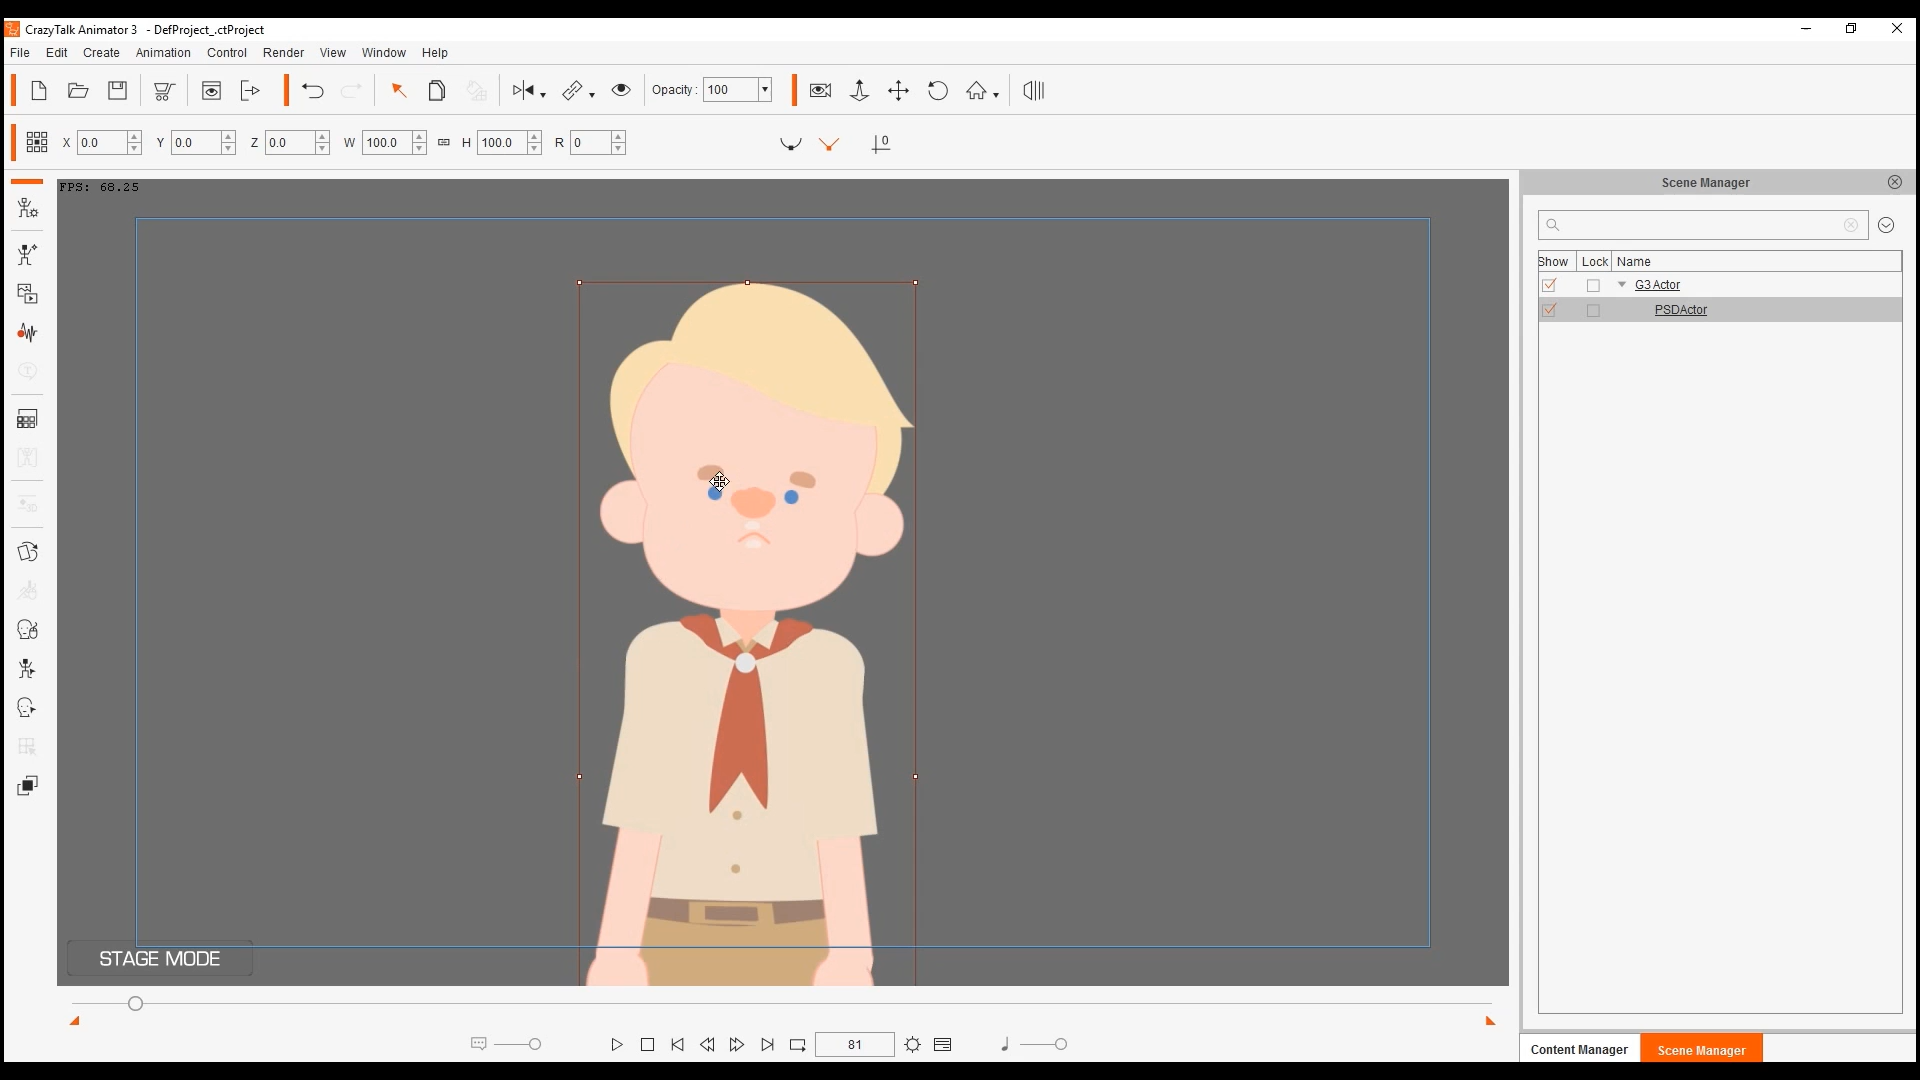 CrazyTalk Animator 3 - DefProject_.ctProject
File Edit Create Animation Control Render View Window Help
Opacity : 100
X 0.0 Y 0.0 Z 0.0 W 100.0 H 100.0 R 0 0
FPS: 68.25
Scene Manager
Show Lock Name
G3 Actor
PSDActor
3D
STAGE MODE
81
Content Manager Scene Manager